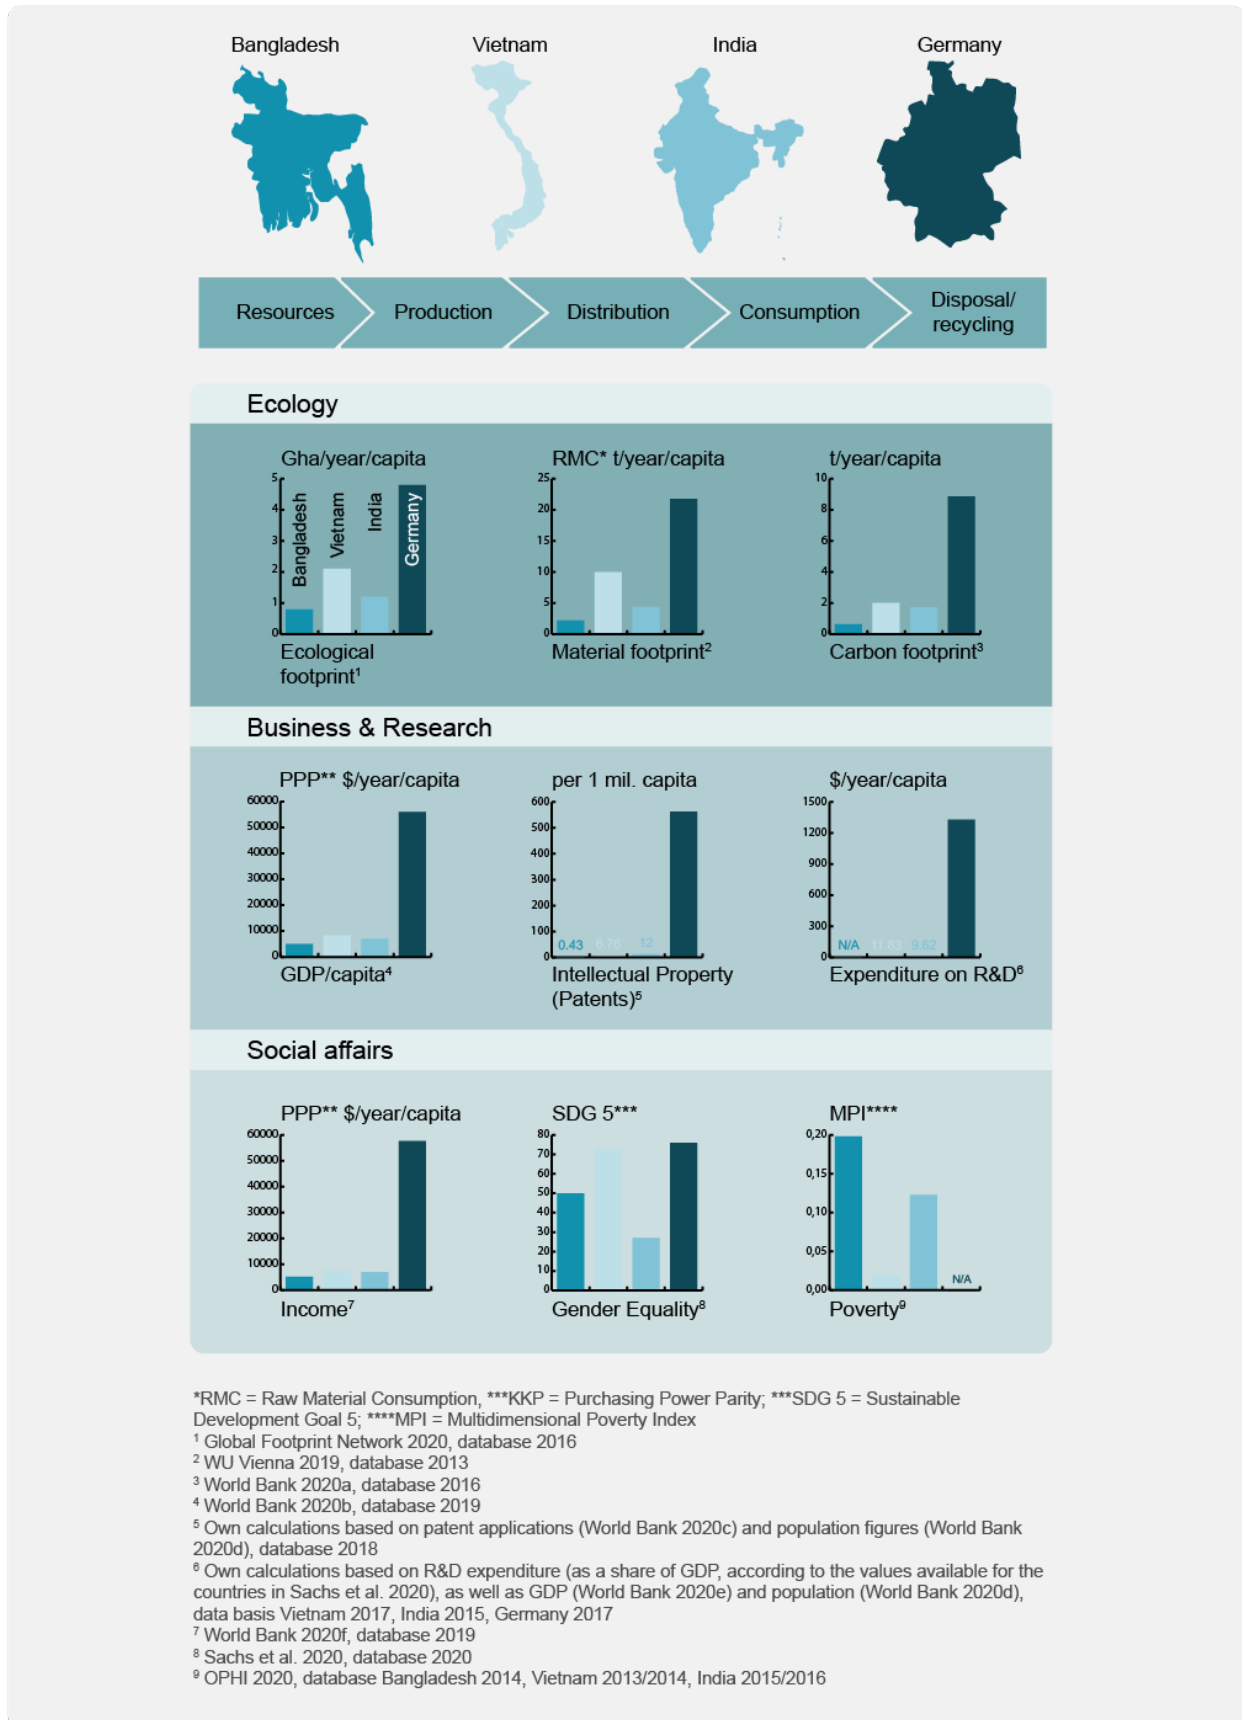 Bangladesh Vietnam India Germany
Resources Production Distribution Consumption Disposal/
recycling
Ecology
Gha/year/capita
5
4
3
2
1
0
Bangladesh
Vietnam
India
Germany
Ecological
footprint¹
RMC* t/year/capita
25
20
15
10
5
0
Material footprint²
t/year/capita
10
8
6
4
2
0
Carbon footprint³
Business & Research
PPP** $/year/capita
60000
50000
40000
30000
20000
10000
0
GDP/capita⁴
per 1 mil. capita
600
500
400
300
200
100
0
0.43 6.76 12
Intellectual Property
(Patents)⁵
$/year/capita
1500
1200
900
600
300
0
N/A 11.83 9.62
Expenditure on R&D⁶
Social affairs
PPP** $/year/capita
60000
50000
40000
30000
20000
10000
0
Income⁷
SDG 5***
80
70
60
50
40
30
20
10
0
Gender Equality⁸
MPI****
0,20
0,15
0,10
0,05
0,00
N/A
Poverty⁹
*RMC = Raw Material Consumption, ***KKP = Purchasing Power Parity; ***SDG 5 = Sustainable
Development Goal 5; ****MPI = Multidimensional Poverty Index
¹ Global Footprint Network 2020, database 2016
² WU Vienna 2019, database 2013
³ World Bank 2020a, database 2016
⁴ World Bank 2020b, database 2019
⁵ Own calculations based on patent applications (World Bank 2020c) and population figures (World Bank
2020d), database 2018
⁶ Own calculations based on R&D expenditure (as a share of GDP, according to the values available for the
countries in Sachs et al. 2020), as well as GDP (World Bank 2020e) and population (World Bank 2020d),
data basis Vietnam 2017, India 2015, Germany 2017
⁷ World Bank 2020f, database 2019
⁸ Sachs et al. 2020, database 2020
⁹ OPHI 2020, database Bangladesh 2014, Vietnam 2013/2014, India 2015/2016